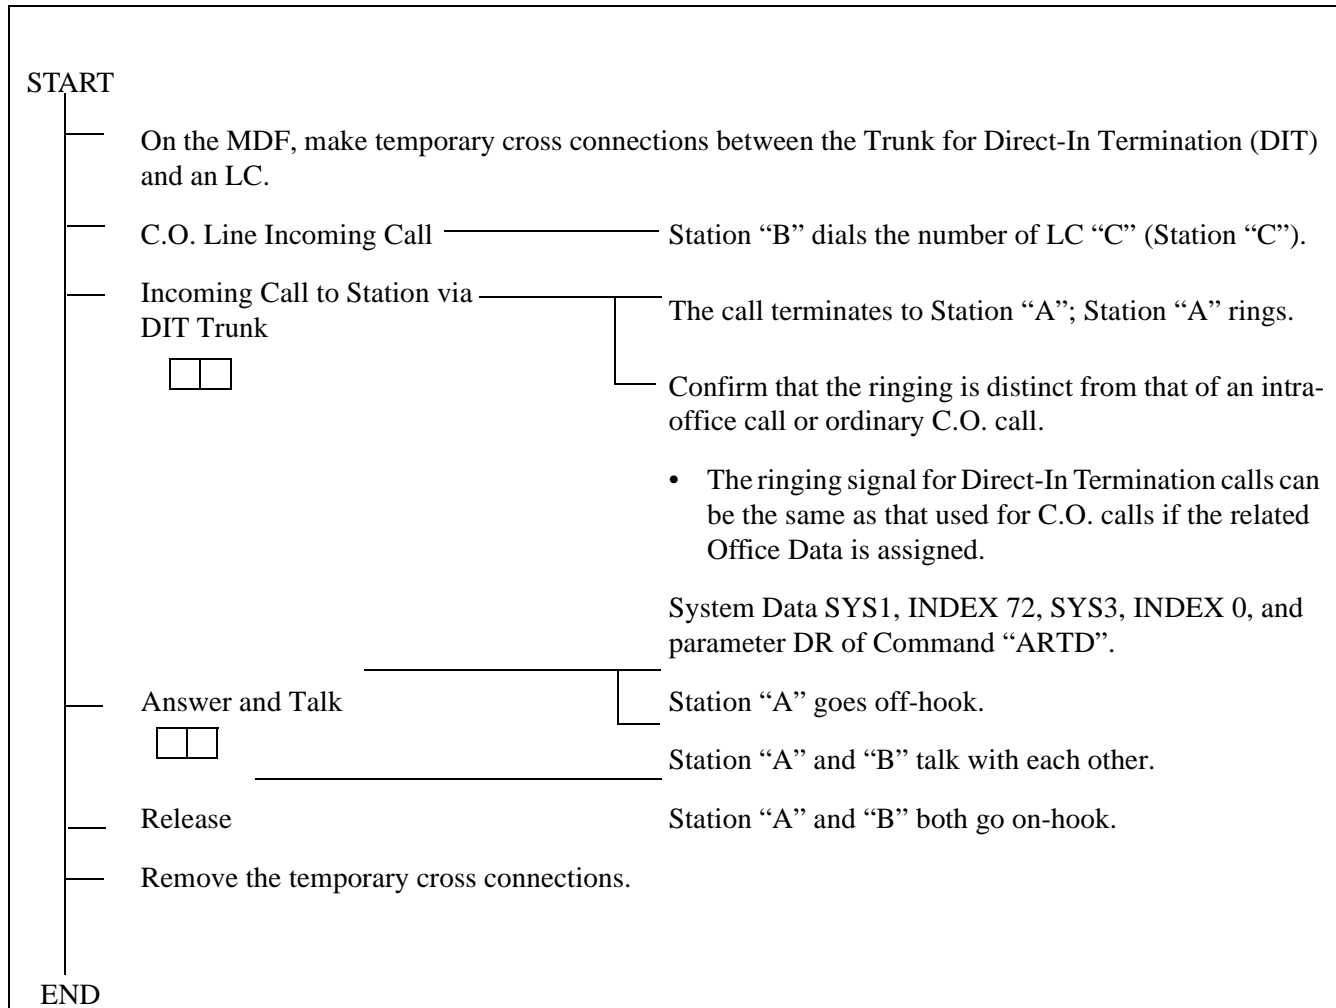 START
On the MDF, make temporary cross connections between the Trunk for Direct-In Termination (DIT)
and an LC.
C.O. Line Incoming Call
Station “B” dials the number of LC “C” (Station “C”).
Incoming Call to Station via
DIT Trunk
The call terminates to Station “A”; Station “A” rings.
Confirm that the ringing is distinct from that of an intra-
office call or ordinary C.O. call.
• The ringing signal for Direct-In Termination calls can
be the same as that used for C.O. calls if the related
Office Data is assigned.
System Data SYS1, INDEX 72, SYS3, INDEX 0, and
parameter DR of Command “ARTD”.
Answer and Talk
Station “A” goes off-hook.
Station “A” and “B” talk with each other.
Release
Station “A” and “B” both go on-hook.
Remove the temporary cross connections.
END